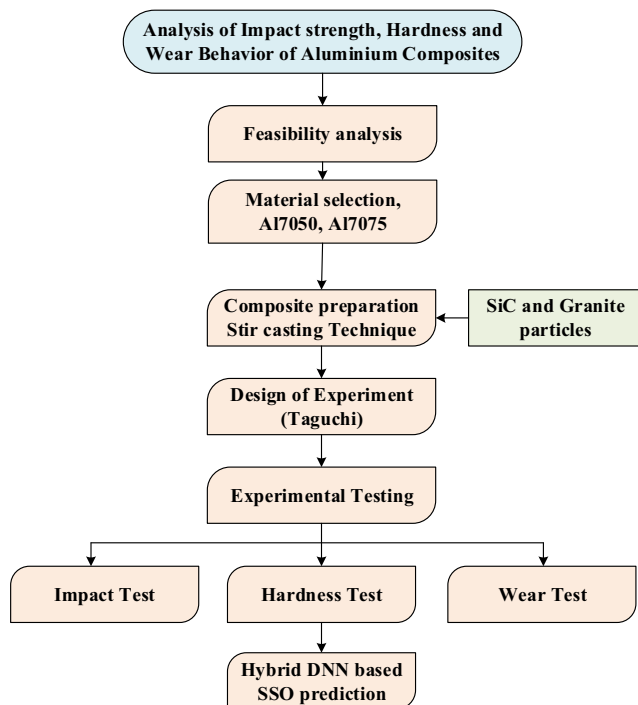 Analysis of Impact strength, Hardness and
Wear Behavior of Aluminium Composites
Feasibility analysis
Material selection,
Al7050, Al7075
Composite preparation
Stir casting Technique
SiC and Granite
particles
Design of Experiment
(Taguchi)
Experimental Testing
Impact Test
Hardness Test
Wear Test
Hybrid DNN based
SSO prediction